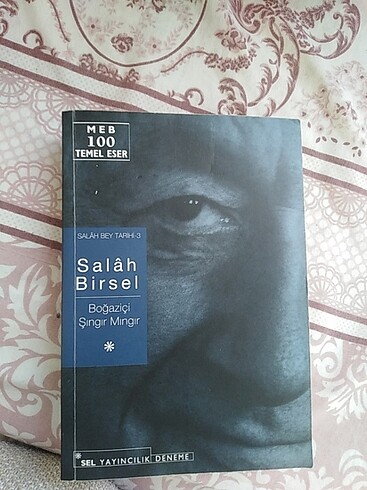 MEB
100
TEMEL ESER
SALÂH BEY TARİHİ-3
Salâh
Birsel
Boğaziçi
Şıngır Mıngır
*
*SEL YAYINCILIK DENEME